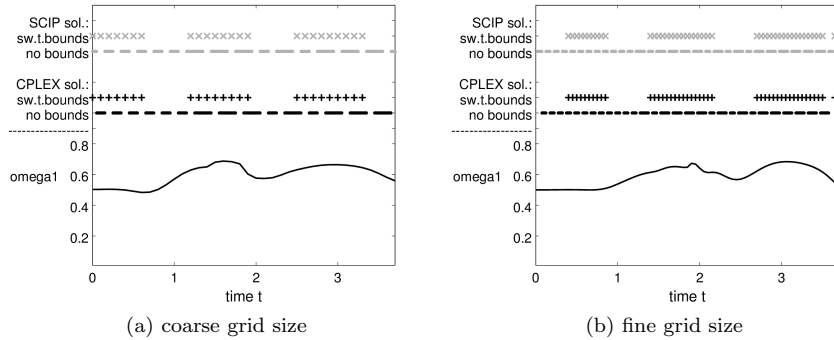 SCIP sol.:
sw.t.bounds
no bounds
CPLEX sol.:
sw.t.bounds
no bounds
0.8
omega1
0.6
0.4
0.2
0
1
2
3
time t
(a) coarse grid size
SCIP sol.:
sw.t.bounds
no bounds
CPLEX sol.:
sw.t.bounds
no bounds
0.8
omega1
0.6
0.4
0.2
0
1
2
3
time t
(b) fine grid size